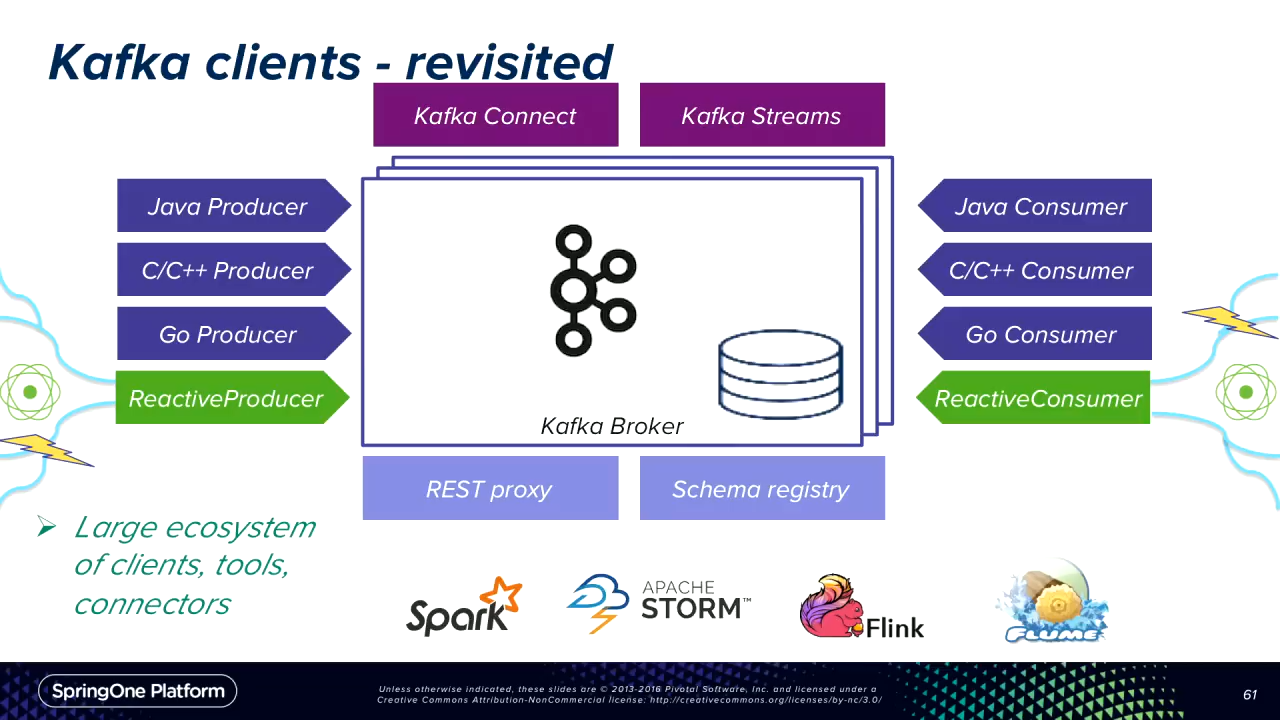 Kafka clients - revisited
Kafka Connect
Kafka Streams
Java Producer
C/C++ Producer
Go Producer
ReactiveProducer
Kafka Broker
Java Consumer
C/C++ Consumer
Go Consumer
ReactiveConsumer
REST proxy
Schema registry
Large ecosystem
of clients, tools,
connectors
Spark
APACHE
STORM™
Flink
FLUME
SpringOne Platform
Unless otherwise indicated, these slides are © 2013-2016 Pivotal Software, Inc. and licensed under a
Creative Commons Attribution-NonCommercial license: http://creativecommons.org/licenses/by-nc/3.0/
61